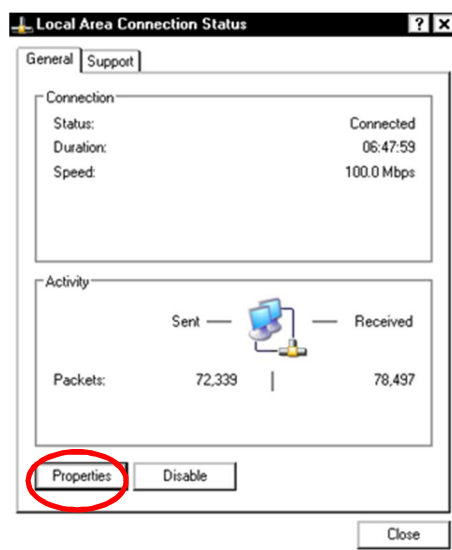 Local Area Connection Status
General Support
Connection
Status: Connected
Duration: 06:47:59
Speed: 100.0 Mbps
Activity
Sent Received
Packets: 72,339 78,497
Properties Disable
Close